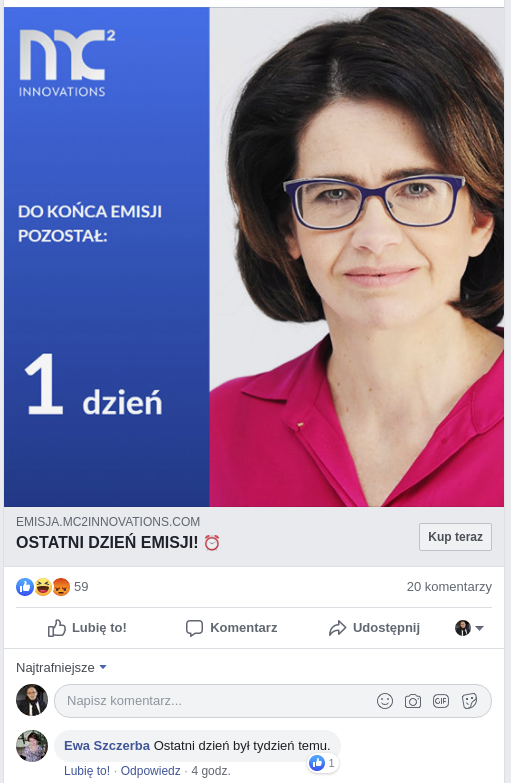 mc²
INNOVATIONS
DO KOŃCA EMISJI
POZOSTAŁ:
1 dzień
EMISJA.MC2INNOVATIONS.COM
OSTATNI DZIEŃ EMISJI! ⏰
Kup teraz
59
20 komentarzy
Lubię to!
Komentarz
Udostępnij
Najtrafniejsze
Napisz komentarz...
GIF
Ewa Szczerba Ostatni dzień był tydzień temu.
1
Lubię to! · Odpowiedz · 4 godz.